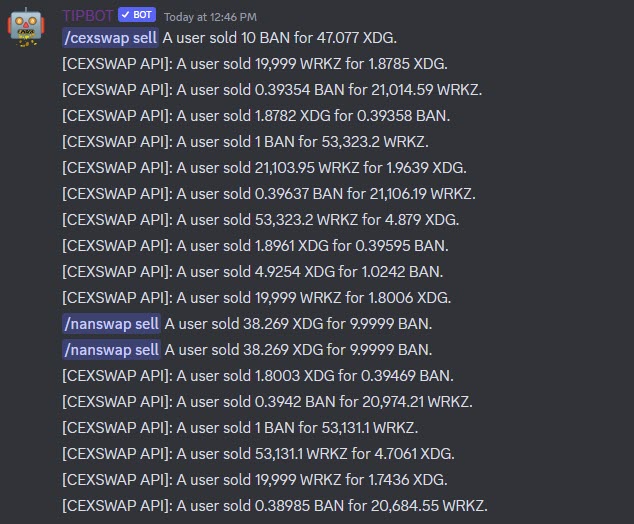 TIPBOT ✓ BOT Today at 12:46 PM
/cexswap sell A user sold 10 BAN for 47.077 XDG.
[CEXSWAP API]: A user sold 19,999 WRKZ for 1.8785 XDG.
[CEXSWAP API]: A user sold 0.39354 BAN for 21,014.59 WRKZ.
[CEXSWAP API]: A user sold 1.8782 XDG for 0.39358 BAN.
[CEXSWAP API]: A user sold 1 BAN for 53,323.2 WRKZ.
[CEXSWAP API]: A user sold 21,103.95 WRKZ for 1.9639 XDG.
[CEXSWAP API]: A user sold 0.39637 BAN for 21,106.19 WRKZ.
[CEXSWAP API]: A user sold 53,323.2 WRKZ for 4.879 XDG.
[CEXSWAP API]: A user sold 1.8961 XDG for 0.39595 BAN.
[CEXSWAP API]: A user sold 4.9254 XDG for 1.0242 BAN.
[CEXSWAP API]: A user sold 19,999 WRKZ for 1.8006 XDG.
/nanswap sell A user sold 38.269 XDG for 9.9999 BAN.
/nanswap sell A user sold 38.269 XDG for 9.9999 BAN.
[CEXSWAP API]: A user sold 1.8003 XDG for 0.39469 BAN.
[CEXSWAP API]: A user sold 0.3942 BAN for 20,974.21 WRKZ.
[CEXSWAP API]: A user sold 1 BAN for 53,131.1 WRKZ.
[CEXSWAP API]: A user sold 53,131.1 WRKZ for 4.7061 XDG.
[CEXSWAP API]: A user sold 19,999 WRKZ for 1.7436 XDG.
[CEXSWAP API]: A user sold 0.38985 BAN for 20,684.55 WRKZ.